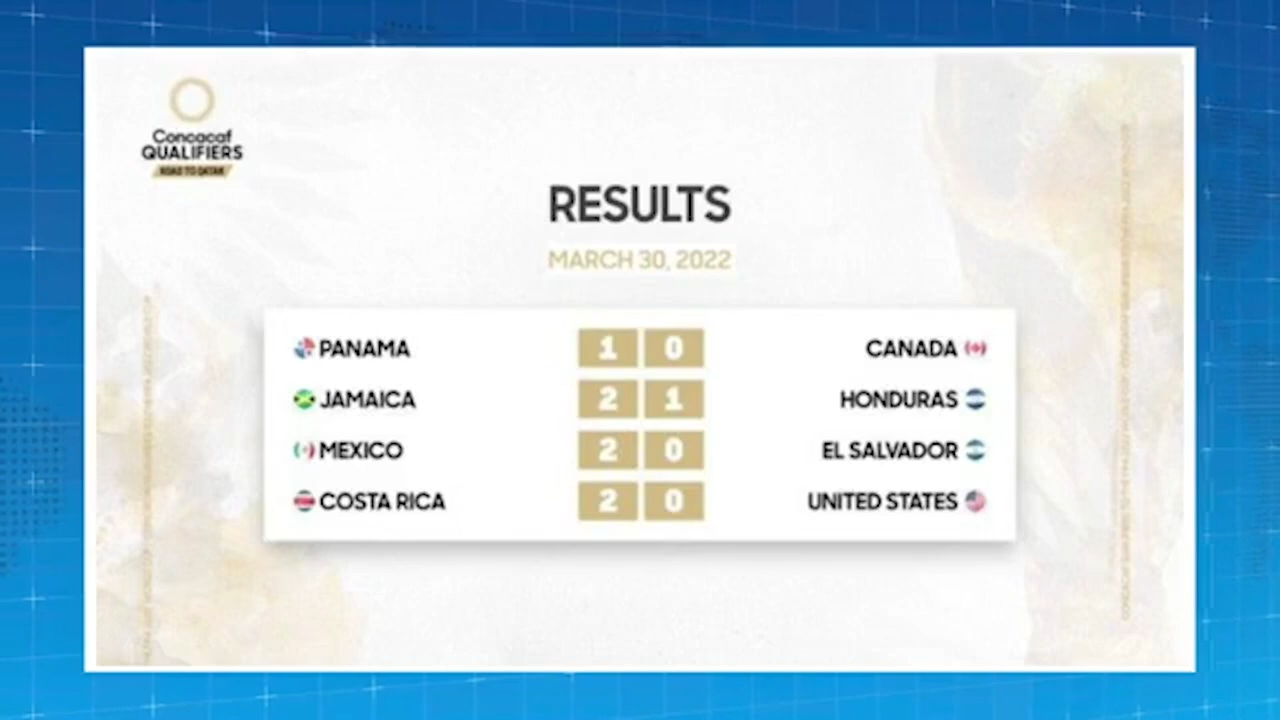 Concacaf
QUALIFIERS
ROAD TO QATAR
RESULTS
MARCH 30, 2022
PANAMA 1 0 CANADA
JAMAICA 2 1 HONDURAS
MEXICO 2 0 EL SALVADOR
COSTA RICA 2 0 UNITED STATES